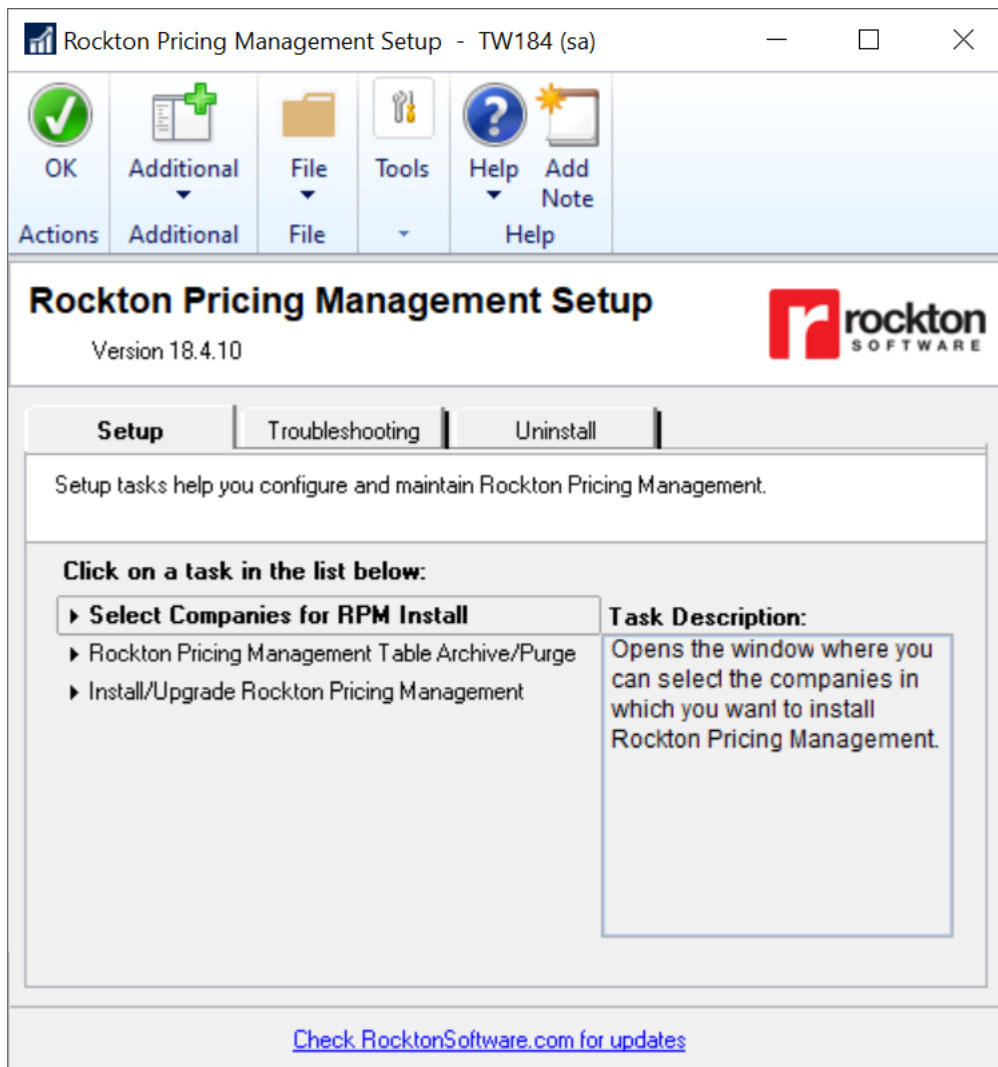 Rockton Pricing Management Setup - TW184 (sa)
OK
Additional
File
Tools
Help
Add
Note
Actions
Additional
File
Help
Rockton Pricing Management Setup
Version 18.4.10
r rockton
SOFTWARE
Setup
Troubleshooting
Uninstall
Setup tasks help you configure and maintain Rockton Pricing Management.
Click on a task in the list below:
Select Companies for RPM Install
Rockton Pricing Management Table Archive/Purge
Install/Upgrade Rockton Pricing Management
Task Description:
Opens the window where you
can select the companies in
which you want to install
Rockton Pricing Management.
Check RocktonSoftware.com for updates